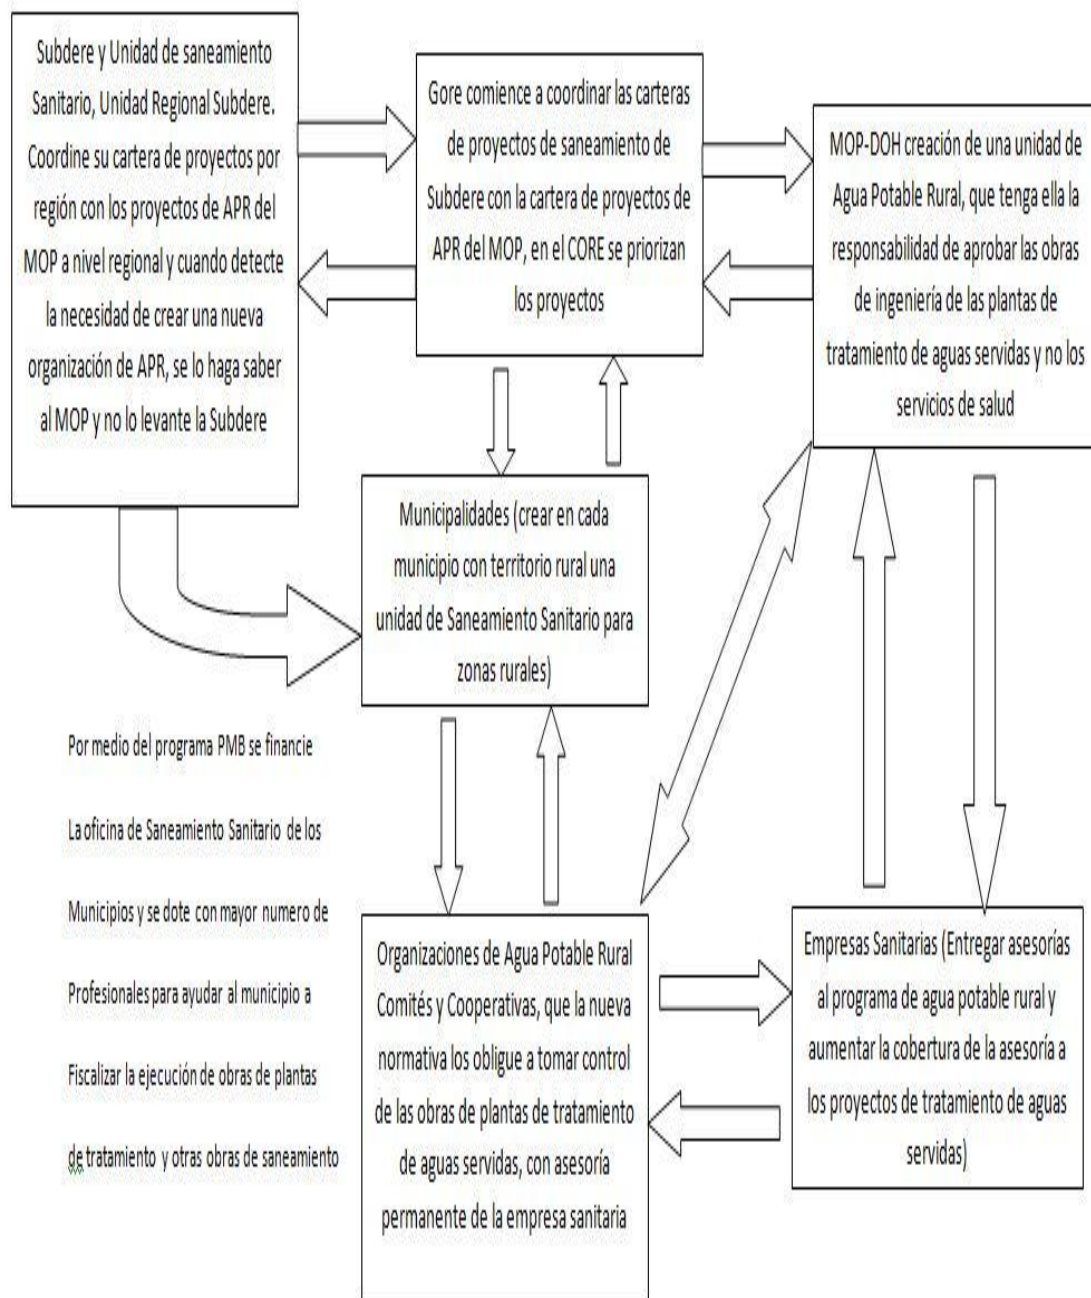 Subdere y Unidad de saneamiento
Sanitario, Unidad Regional Subdere.
Coordine su cartera de proyectos por
región con los proyectos de APR del
MOP a nivel regional y cuando detecte
la necesidad de crear una nueva
organización de APR, se lo haga saber
al MOP y no lo levante la Subdere
Gore comience a coordinar las carteras
de proyectos de saneamiento de
Subdere con la cartera de proyectos de
APR del MOP, en el CORE se priorizan
los proyectos
MOP-DOH creación de una unidad de
Agua Potable Rural, que tenga ella la
responsabilidad de aprobar las obras
de ingeniería de las plantas de
tratamiento de aguas servidas y no los
servicios de salud
Municipalidades (crear en cada
municipio con territorio rural una
unidad de Saneamiento Sanitario para
zonas rurales)
Por medio del programa PMB se financie
La oficina de Saneamiento Sanitario de los
Municipios y se dote con mayor numero de
Profesionales para ayudar al municipio a
Fiscalizar la ejecución de obras de plantas
de tratamiento y otras obras de saneamiento
Organizaciones de Agua Potable Rural
Comités y Cooperativas, que la nueva
normativa los obligue a tomar control
de las obras de plantas de tratamiento
de aguas servidas, con asesoría
permanente de la empresa sanitaria
Empresas Sanitarias (Entregar asesorías
al programa de agua potable rural y
aumentar la cobertura de la asesoría a
los proyectos de tratamiento de aguas
servidas)